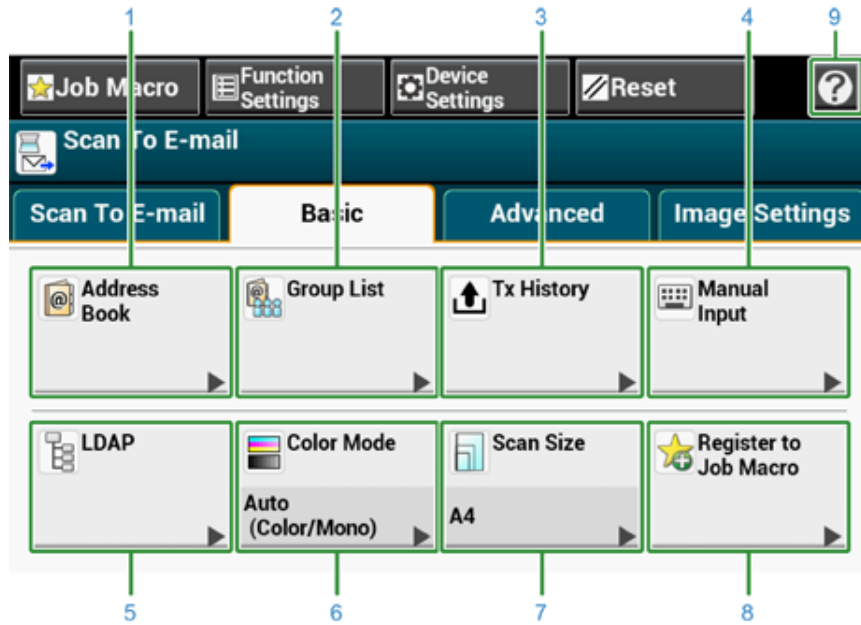 1 2 3 4 9
Job Macro Function Settings Device Settings Reset ?
Scan To E-mail
Scan To E-mail Basic Advanced Image Settings
Address Book
Group List
Tx History
Manual Input
LDAP
Color Mode
Auto
(Color/Mono)
Scan Size
A4
Register to
Job Macro
5 6 7 8